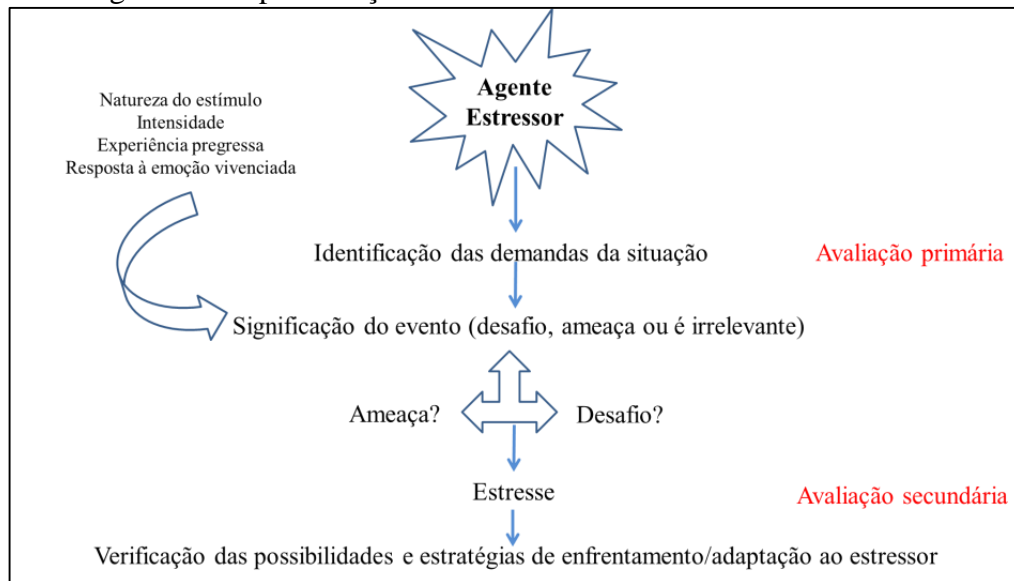 Agente
Estressor
Natureza do estímulo
Intensidade
Experiência pregressa
Resposta à emoção vivenciada
Identificação das demandas da situação
Avaliação primária
Significação do evento (desafio, ameaça ou é irrelevante)
Ameaça?
Desafio?
Estresse
Avaliação secundária
Verificação das possibilidades e estratégias de enfrentamento/adaptação ao estressor